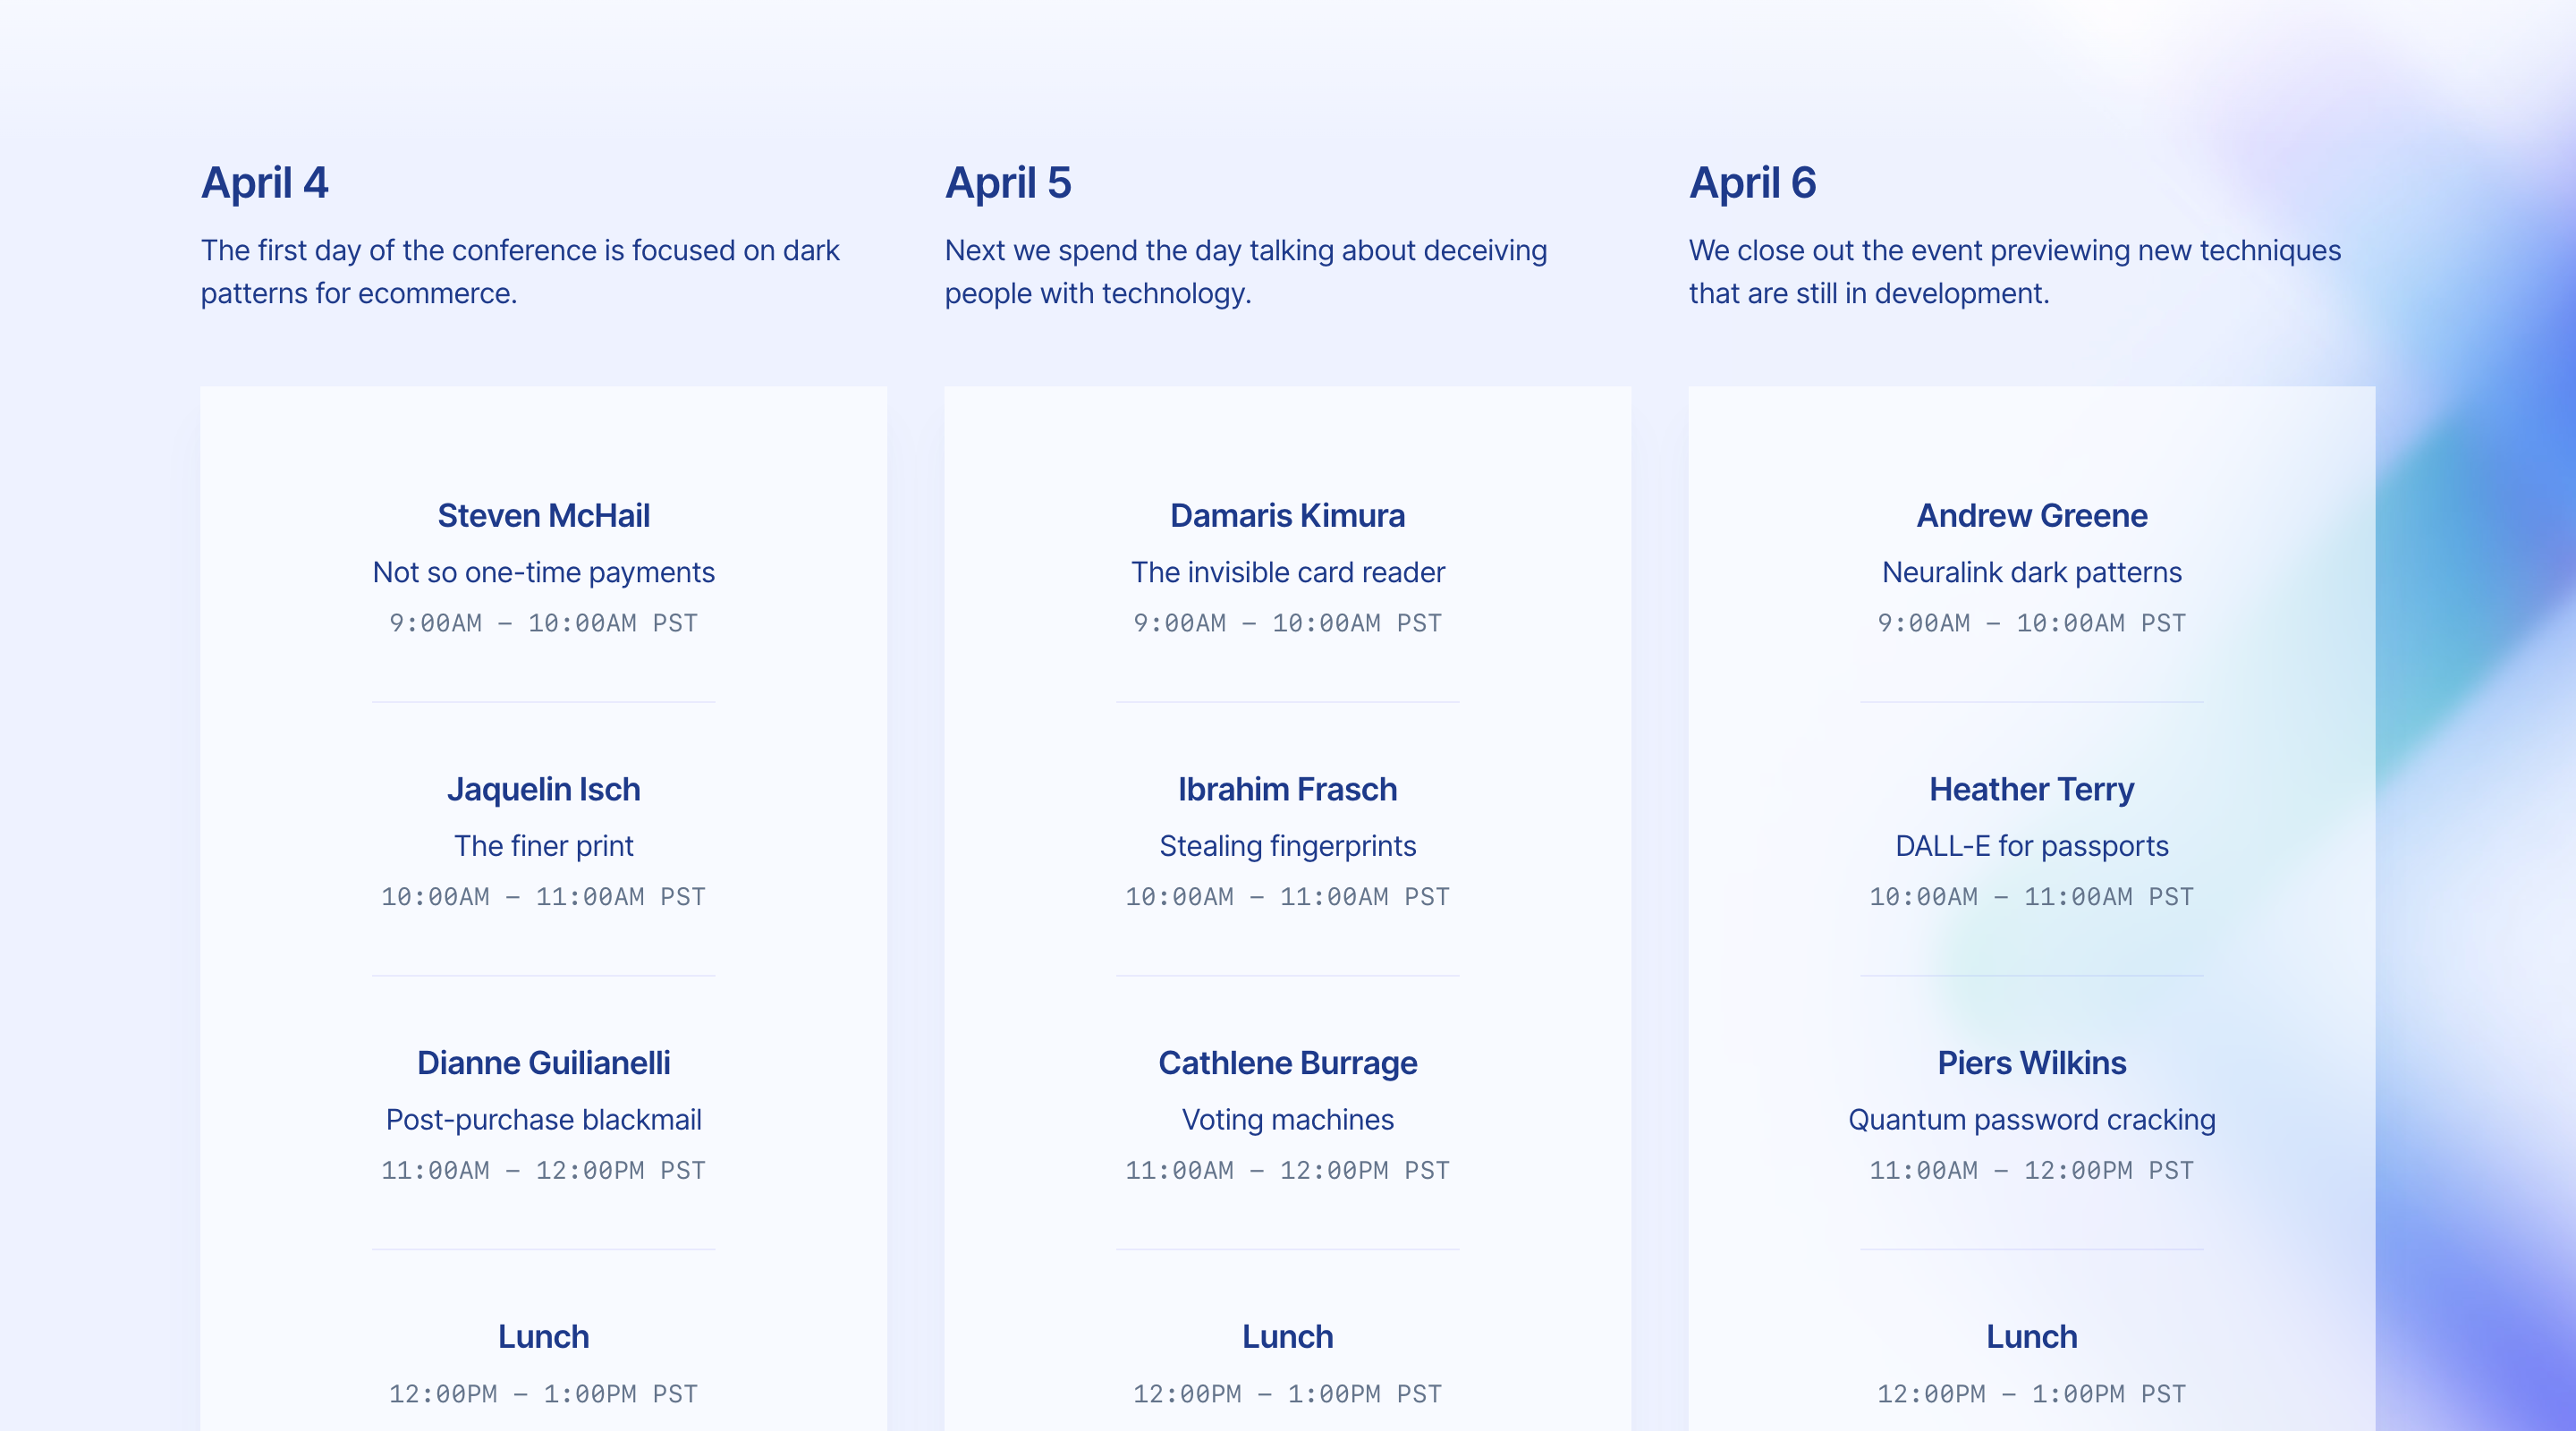 April 4
The first day of the conference is focused on dark
patterns for ecommerce.
Steven McHail
Not so one-time payments
9:00AM – 10:00AM PST
Jaquelin Isch
The finer print
10:00AM – 11:00AM PST
Dianne Guilianelli
Post-purchase blackmail
11:00AM – 12:00PM PST
Lunch
12:00PM – 1:00PM PST
April 5
Next we spend the day talking about deceiving
people with technology.
Damaris Kimura
The invisible card reader
9:00AM – 10:00AM PST
Ibrahim Frasch
Stealing fingerprints
10:00AM – 11:00AM PST
Cathlene Burrage
Voting machines
11:00AM – 12:00PM PST
Lunch
12:00PM – 1:00PM PST
April 6
We close out the event previewing new techniques
that are still in development.
Andrew Greene
Neuralink dark patterns
9:00AM – 10:00AM PST
Heather Terry
DALL-E for passports
10:00AM – 11:00AM PST
Piers Wilkins
Quantum password cracking
11:00AM – 12:00PM PST
Lunch
12:00PM – 1:00PM PST